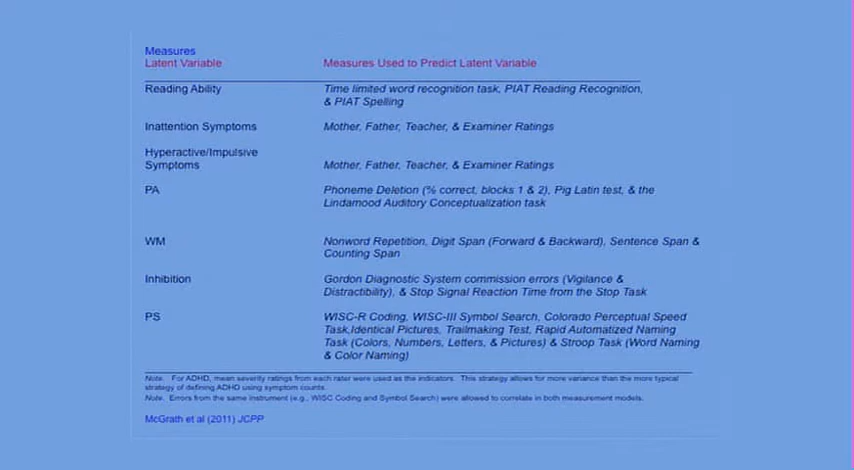 Measures
Latent Variable Measures Used to Predict Latent Variable
Reading Ability Time limited word recognition task, PIAT Reading Recognition,
& PIAT Spelling
Inattention Symptoms Mother, Father, Teacher, & Examiner Ratings
Hyperactive/Impulsive
Symptoms Mother, Father, Teacher, & Examiner Ratings
PA Phoneme Deletion (% correct, blocks 1 & 2), Pig Latin test, & the
Lindamood Auditory Conceptualization task
WM Nonword Repetition, Digit Span (Forward & Backward), Sentence Span &
Counting Span
Inhibition Gordon Diagnostic System commission errors (Vigilance &
Distractibility), & Stop Signal Reaction Time from the Stop Task
PS WISC-R Coding, WISC-III Symbol Search, Colorado Perceptual Speed
Task,Identical Pictures, Trailmaking Test, Rapid Automatized Naming
Task (Colors, Numbers, Letters, & Pictures) & Stroop Task (Word Naming
& Color Naming)
Note. For ADHD, mean severity ratings from each rater were used as the indicators. This strategy allows for more variance than the more typical
strategy of defining ADHD using symptom counts.
Note. Errors from the same instrument (e.g., WISC Coding and Symbol Search) were allowed to correlate in both measurement models.
McGrath et al (2011) JCPP